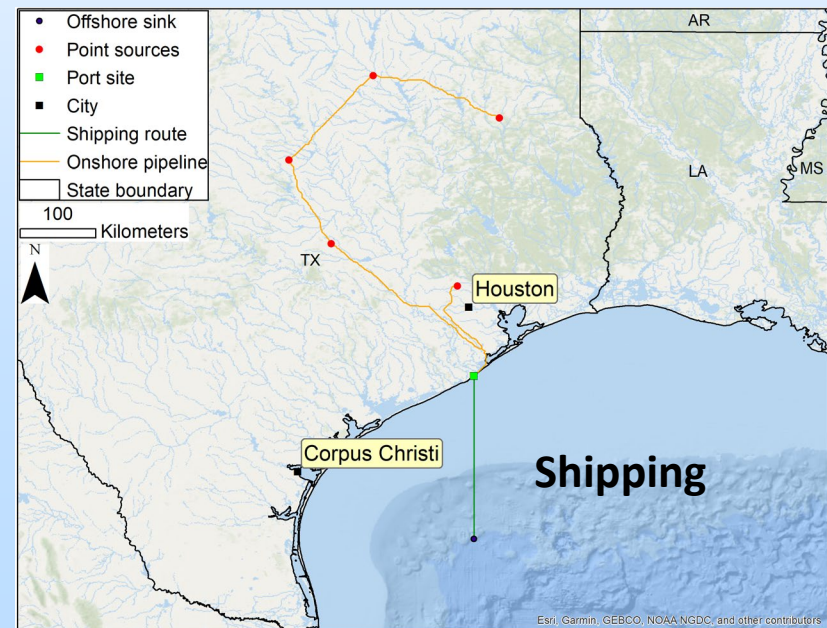 Offshore sink
Point sources
Port site
City
Shipping route
Onshore pipeline
State boundary
100
Kilometers
N
AR
LA
MS
TX
Houston
Corpus Christi
Shipping
Esri, Garmin, GEBCO, NOAA NGDC, and other contributors